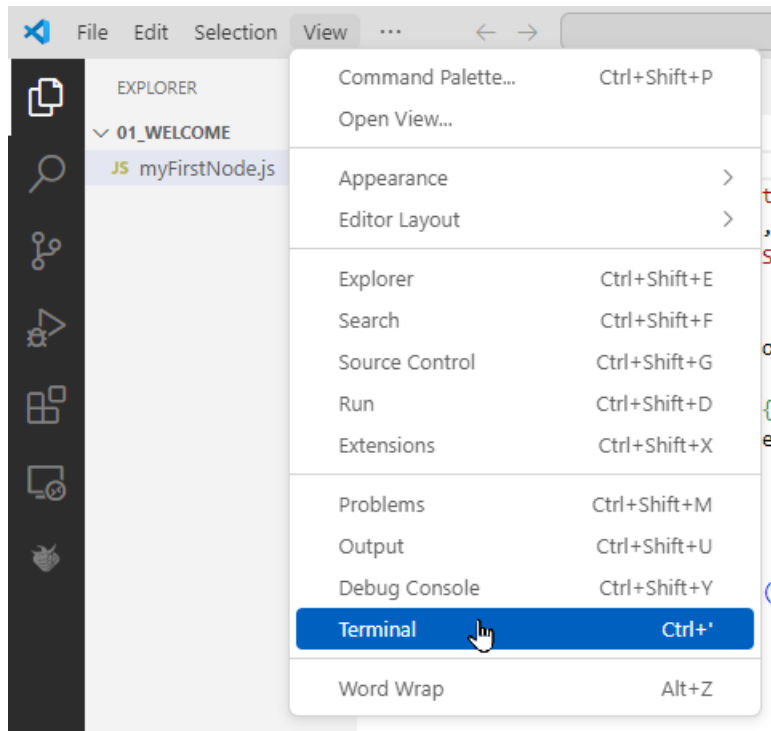 File Edit Selection View ...
EXPLORER
01_WELCOME
JS myFirstNode.js
Command Palette... Ctrl+Shift+P
Open View...
Appearance
Editor Layout
Explorer Ctrl+Shift+E
Search Ctrl+Shift+F
Source Control Ctrl+Shift+G
Run Ctrl+Shift+D
Extensions Ctrl+Shift+X
Problems Ctrl+Shift+M
Output Ctrl+Shift+U
Debug Console Ctrl+Shift+Y
Terminal Ctrl+'
Word Wrap Alt+Z